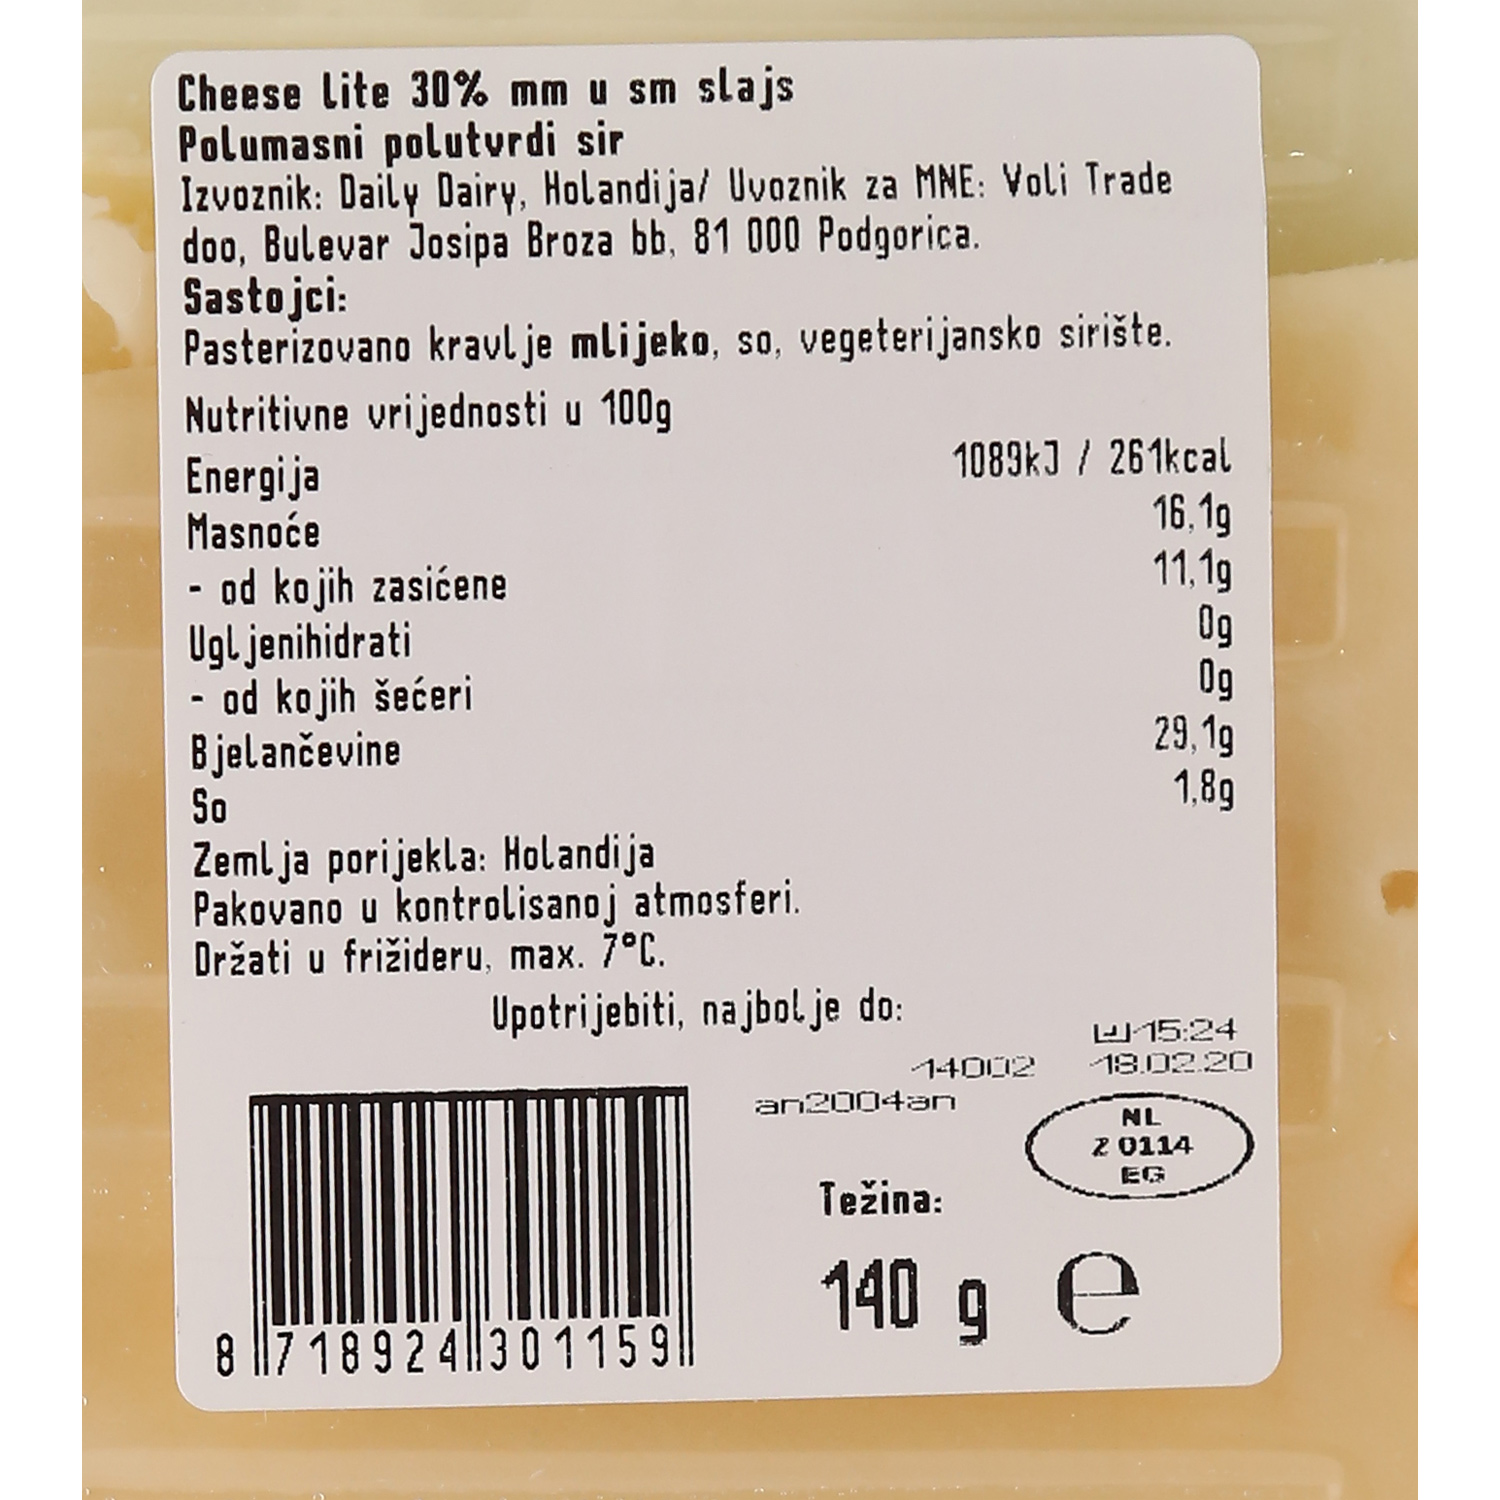 Cheese lite 30% mm u sm slajs
Polumasni polutvrdi sir
Izvoznik: Daily Dairy, Holandija/ Uvoznik za MNE: Voli Trade
doo, Bulevar Josipa Broza bb, 81 000 Podgorica.
Sastojci:
Pasterizovano kravlje mlijeko, so, vegeterijansko sirište.
Nutritivne vrijednosti u 100g
Energija 1089kJ / 261kcal
Masnoće 16,1g
- od kojih zasićene 11,1g
Ugljenihidrati 0g
- od kojih šećeri 0g
Bjelančevine 29,1g
So 1,8g
Zemlja porijekla: Holandija
Pakovano u kontrolisanoj atmosferi.
Držati u frižideru, max. 7°C.
Upotrijebiti, najbolje do:
15:24
14002 18.02.20
an2004an
NL
Z 0114
EG
Težina:
140 g e
8 718924 301159